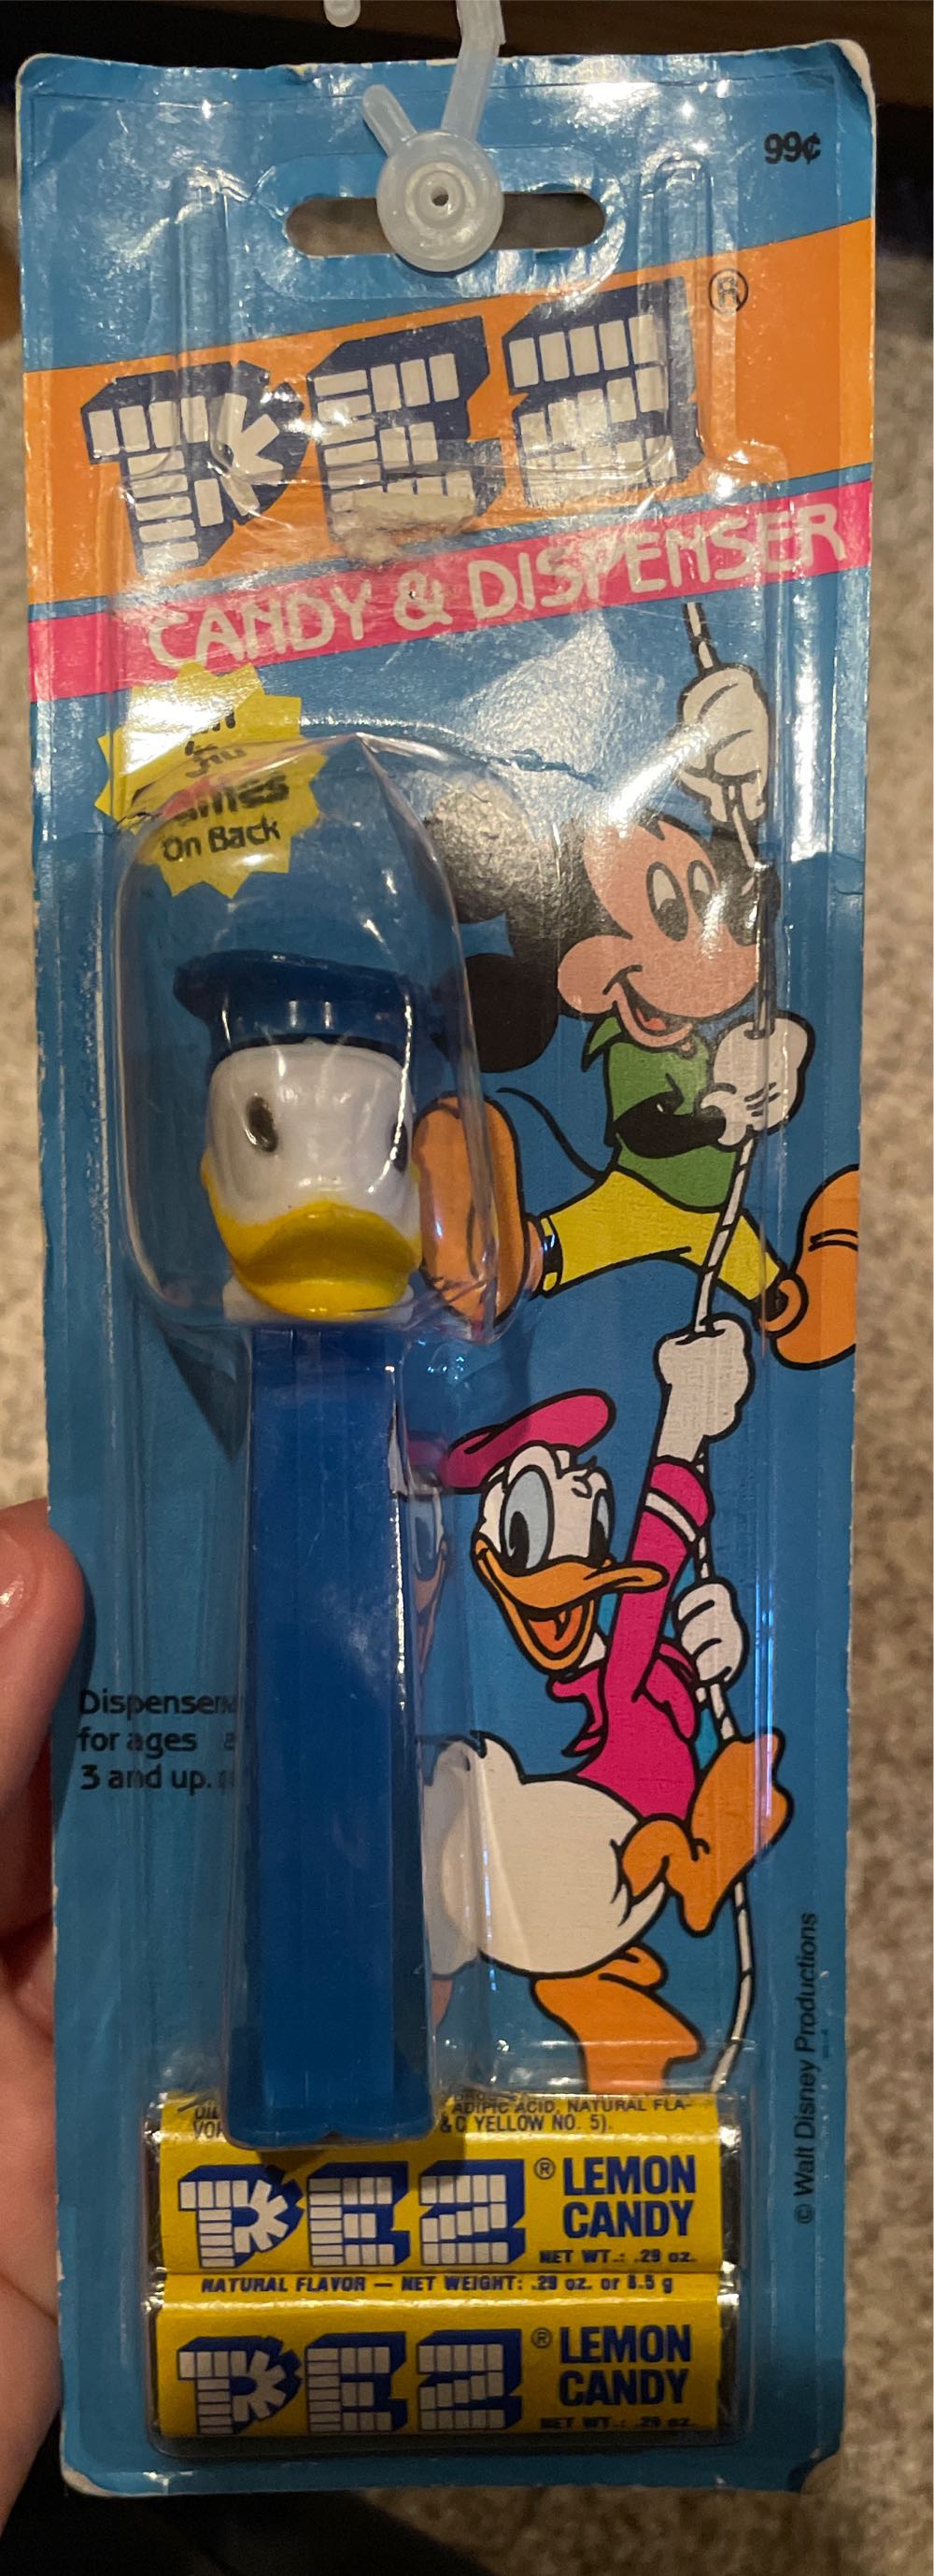 99¢
PEZ®
CANDY & DISPENSER
On Back
Dispenser
for ages
3 and up.
© Walt Disney Productions
ADIPIC ACID, NATURAL FLA-
& C YELLOW NO. 5).
PEZ® LEMON
CANDY
NET WT.: .29 oz.
NATURAL FLAVOR — NET WEIGHT: .29 oz. or 8.5 g
PEZ® LEMON
CANDY
NET WT.: .29 oz.